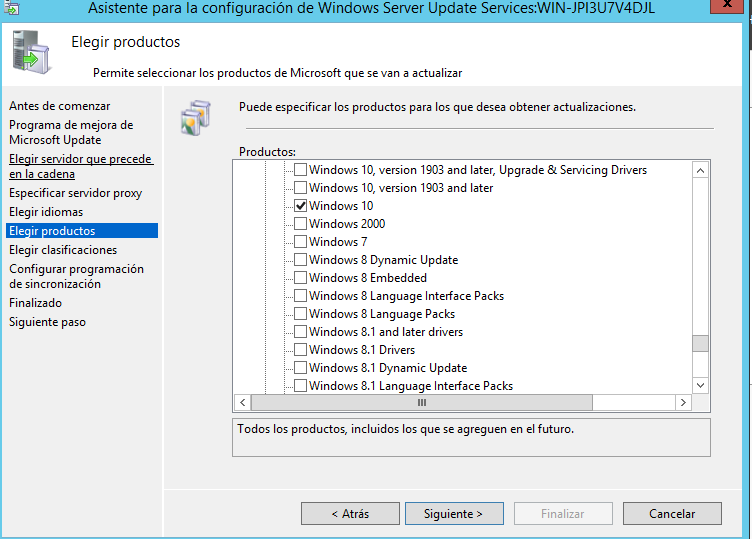 Asistente para la configuración de Windows Server Update Services:WIN-JPI3U7V4DJL
x
Elegir productos
Permite seleccionar los productos de Microsoft que se van a actualizar
Antes de comenzar
Programa de mejora de
Microsoft Update
Elegir servidor que precede
en la cadena
Especificar servidor proxy
Elegir idiomas
Elegir productos
Elegir clasificaciones
Configurar programación
de sincronización
Finalizado
Siguiente paso
Puede especificar los productos para los que desea obtener actualizaciones.
Productos:
Windows 10, version 1903 and later, Upgrade & Servicing Drivers
Windows 10, version 1903 and later
Windows 10
Windows 2000
Windows 7
Windows 8 Dynamic Update
Windows 8 Embedded
Windows 8 Language Interface Packs
Windows 8 Language Packs
Windows 8.1 and later drivers
Windows 8.1 Drivers
Windows 8.1 Dynamic Update
Windows 8.1 Language Interface Packs
Todos los productos, incluidos los que se agreguen en el futuro.
< Atrás
Siguiente >
Finalizar
Cancelar